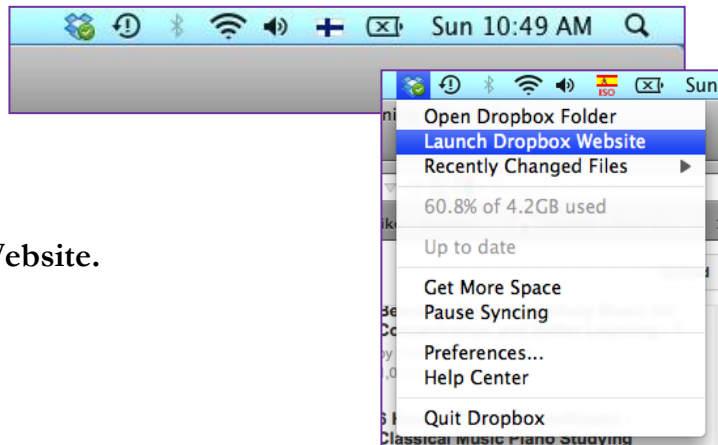 Sun 10:49 AM
ISO Sun
Open Dropbox Folder
Launch Dropbox Website
Recently Changed Files
60.8% of 4.2GB used
Up to date
Website.
Get More Space
Pause Syncing
Preferences...
Help Center
Quit Dropbox
Classical Music Piano Studying